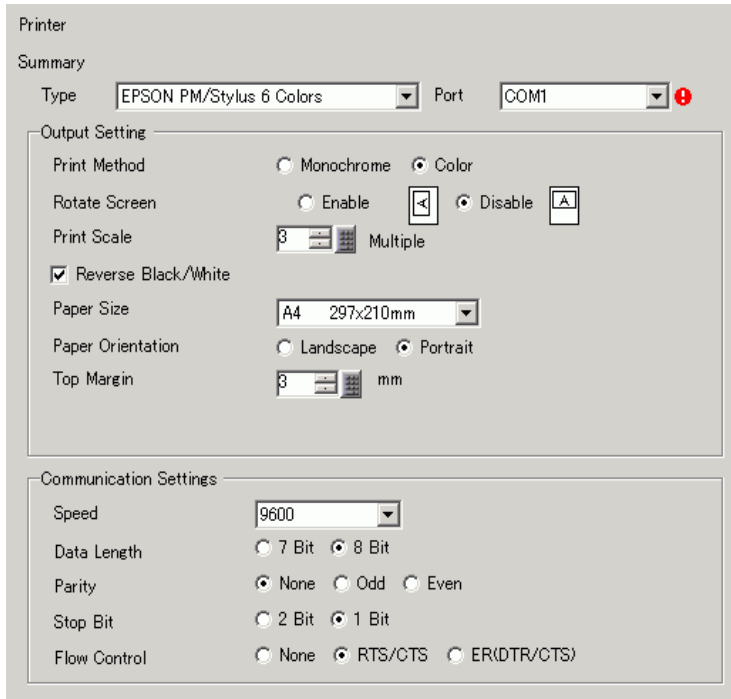 Printer
Summary
Type EPSON PM/Stylus 6 Colors Port COM1
Output Setting
Print Method Monochrome Color
Rotate Screen Enable A Disable A
Print Scale 3 Multiple
Reverse Black/White
Paper Size A4 297x210mm
Paper Orientation Landscape Portrait
Top Margin 3 mm
Communication Settings
Speed 9600
Data Length 7 Bit 8 Bit
Parity None Odd Even
Stop Bit 2 Bit 1 Bit
Flow Control None RTS/CTS ER(DTR/CTS)